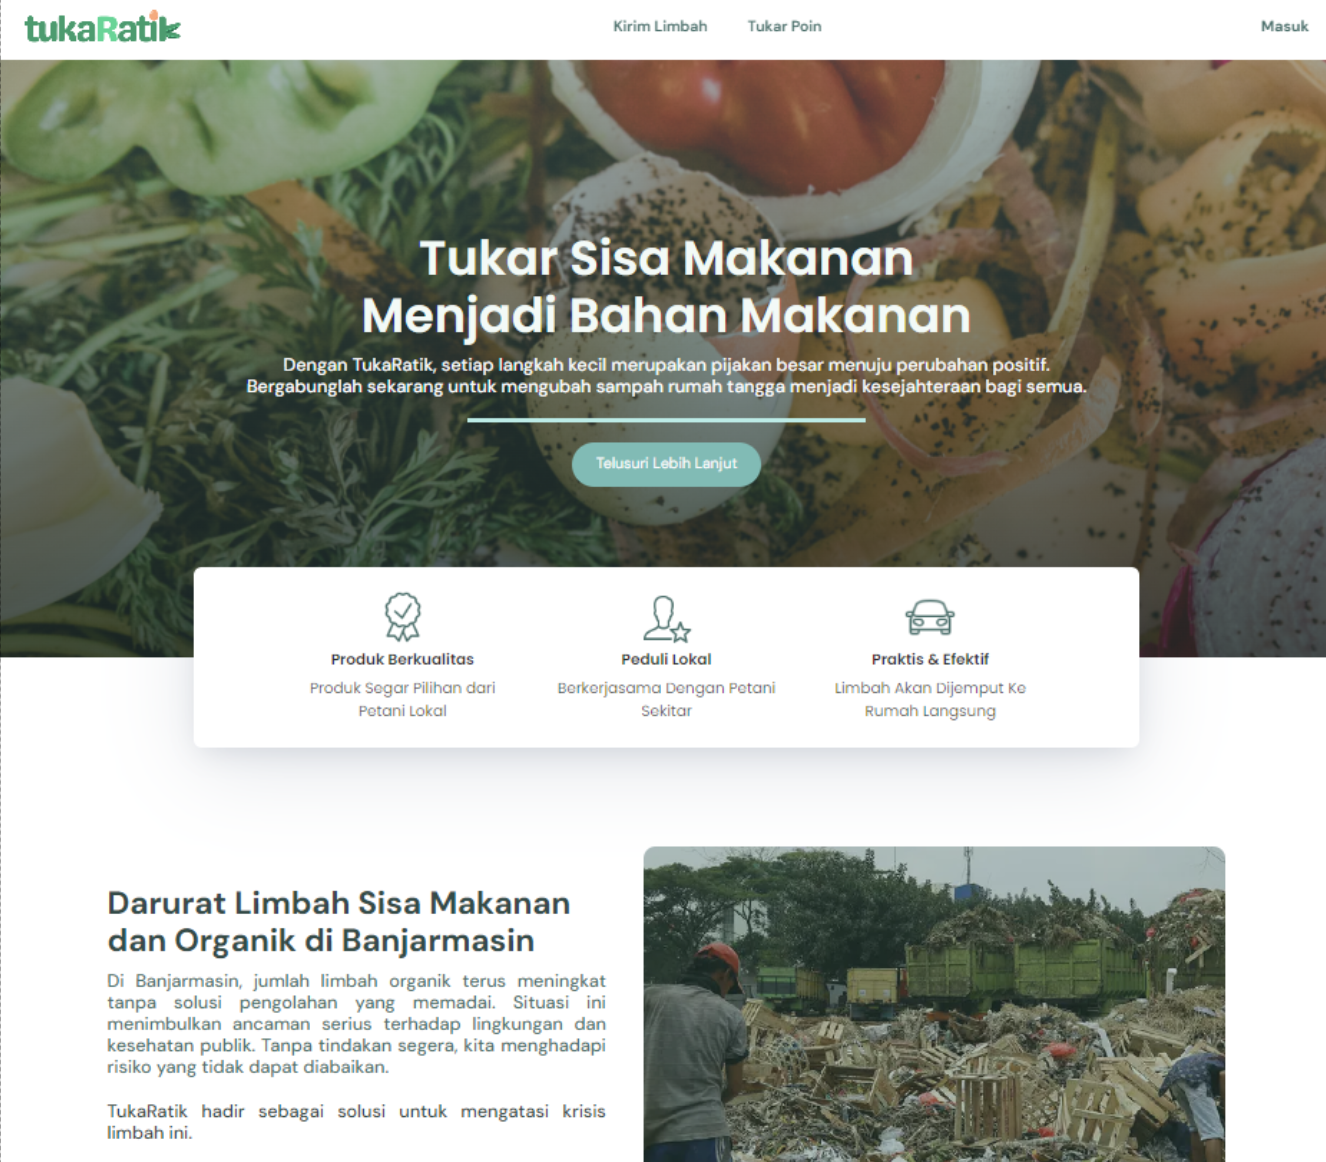 tukaRatik
Kirim Limbah
Tukar Poin
Masuk
Tukar Sisa Makanan
Menjadi Bahan Makanan
Dengan TukaRatik, setiap langkah kecil merupakan pijakan besar menuju perubahan positif.
Bergabunglah sekarang untuk mengubah sampah rumah tangga menjadi kesejahteraan bagi semua.
Telusuri Lebih Lanjut
Produk Berkualitas
Produk Segar Pilihan dari
Petani Lokal
Peduli Lokal
Berkerjasama Dengan Petani
Sekitar
Praktis & Efektif
Limbah Akan Dijemput Ke
Rumah Langsung
Darurat Limbah Sisa Makanan
dan Organik di Banjarmasin
Di Banjarmasin, jumlah limbah organik terus meningkat
tanpa solusi pengolahan yang memadai. Situasi ini
menimbulkan ancaman serius terhadap lingkungan dan
kesehatan publik. Tanpa tindakan segera, kita menghadapi
risiko yang tidak dapat diabaikan.
TukaRatik hadir sebagai solusi untuk mengatasi krisis
limbah ini.